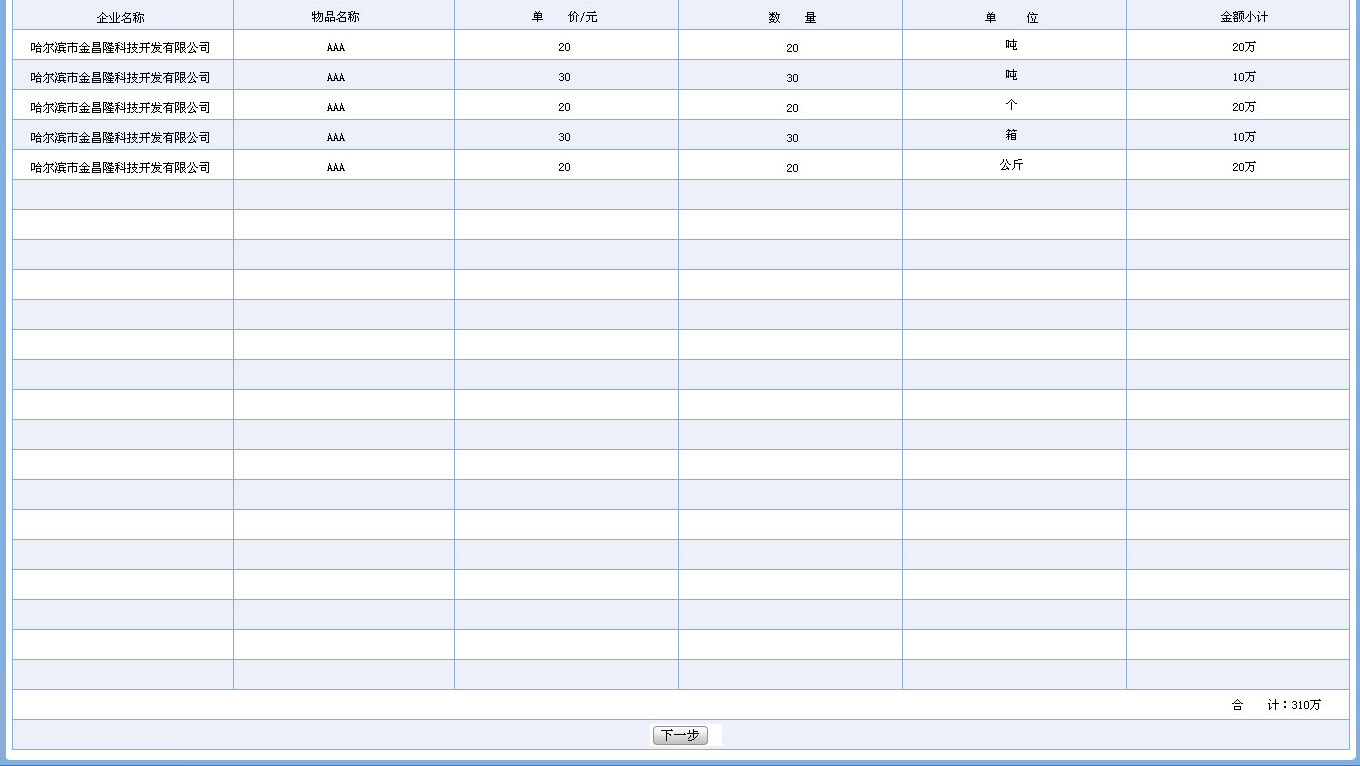 企业名称 物品名称 单 价/元 数 量 单 位 金额小计
哈尔滨市金昌隆科技开发有限公司 AAA 20 20 吨 20万
哈尔滨市金昌隆科技开发有限公司 AAA 30 30 吨 10万
哈尔滨市金昌隆科技开发有限公司 AAA 20 20 个 20万
哈尔滨市金昌隆科技开发有限公司 AAA 30 30 箱 10万
哈尔滨市金昌隆科技开发有限公司 AAA 20 20 公斤 20万
合 计：310万
下一步